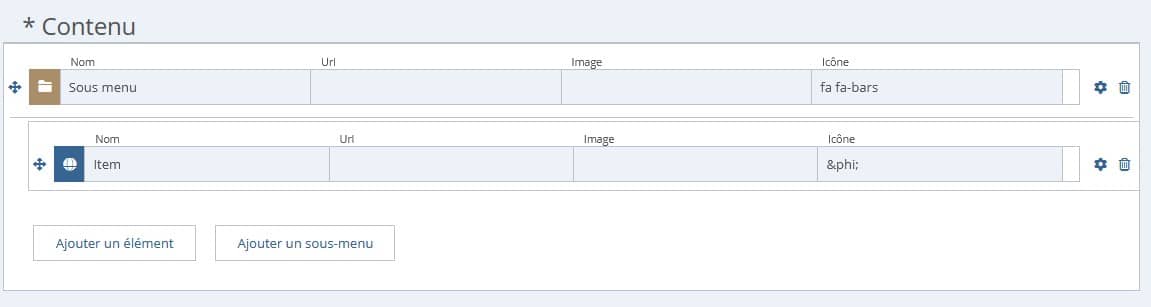 * Contenu
Nom Url Image Icône
Sous menu fa fa-bars
Nom Url Image Icône
Item &phi;
Ajouter un élément Ajouter un sous-menu